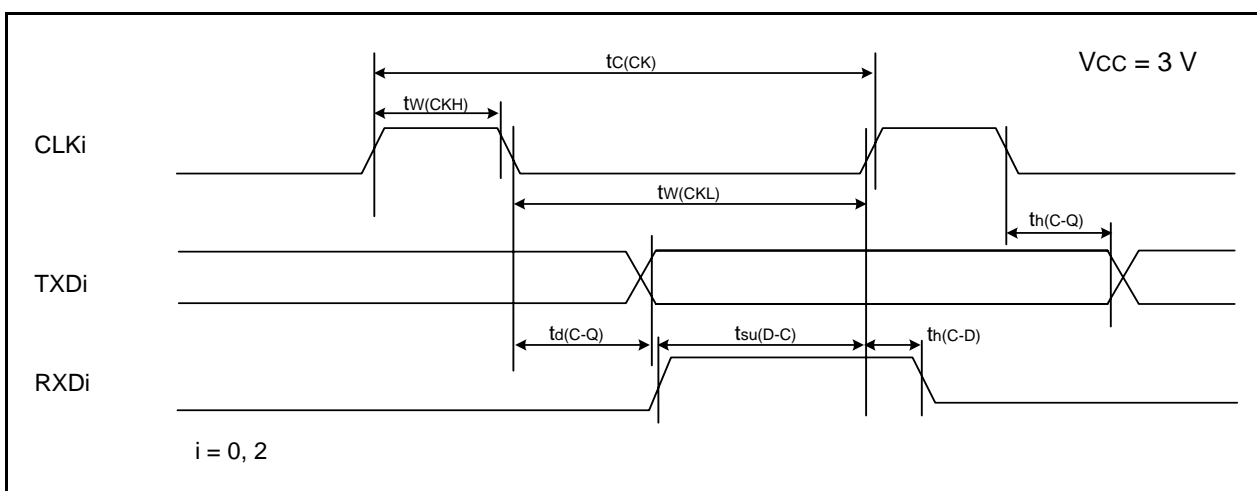 tC(CK)
VCC = 3 V
tW(CKH)
CLKi
tW(CKL)
th(C-Q)
TXDi
td(C-Q)
tsu(D-C)
th(C-D)
RXDi
i = 0, 2